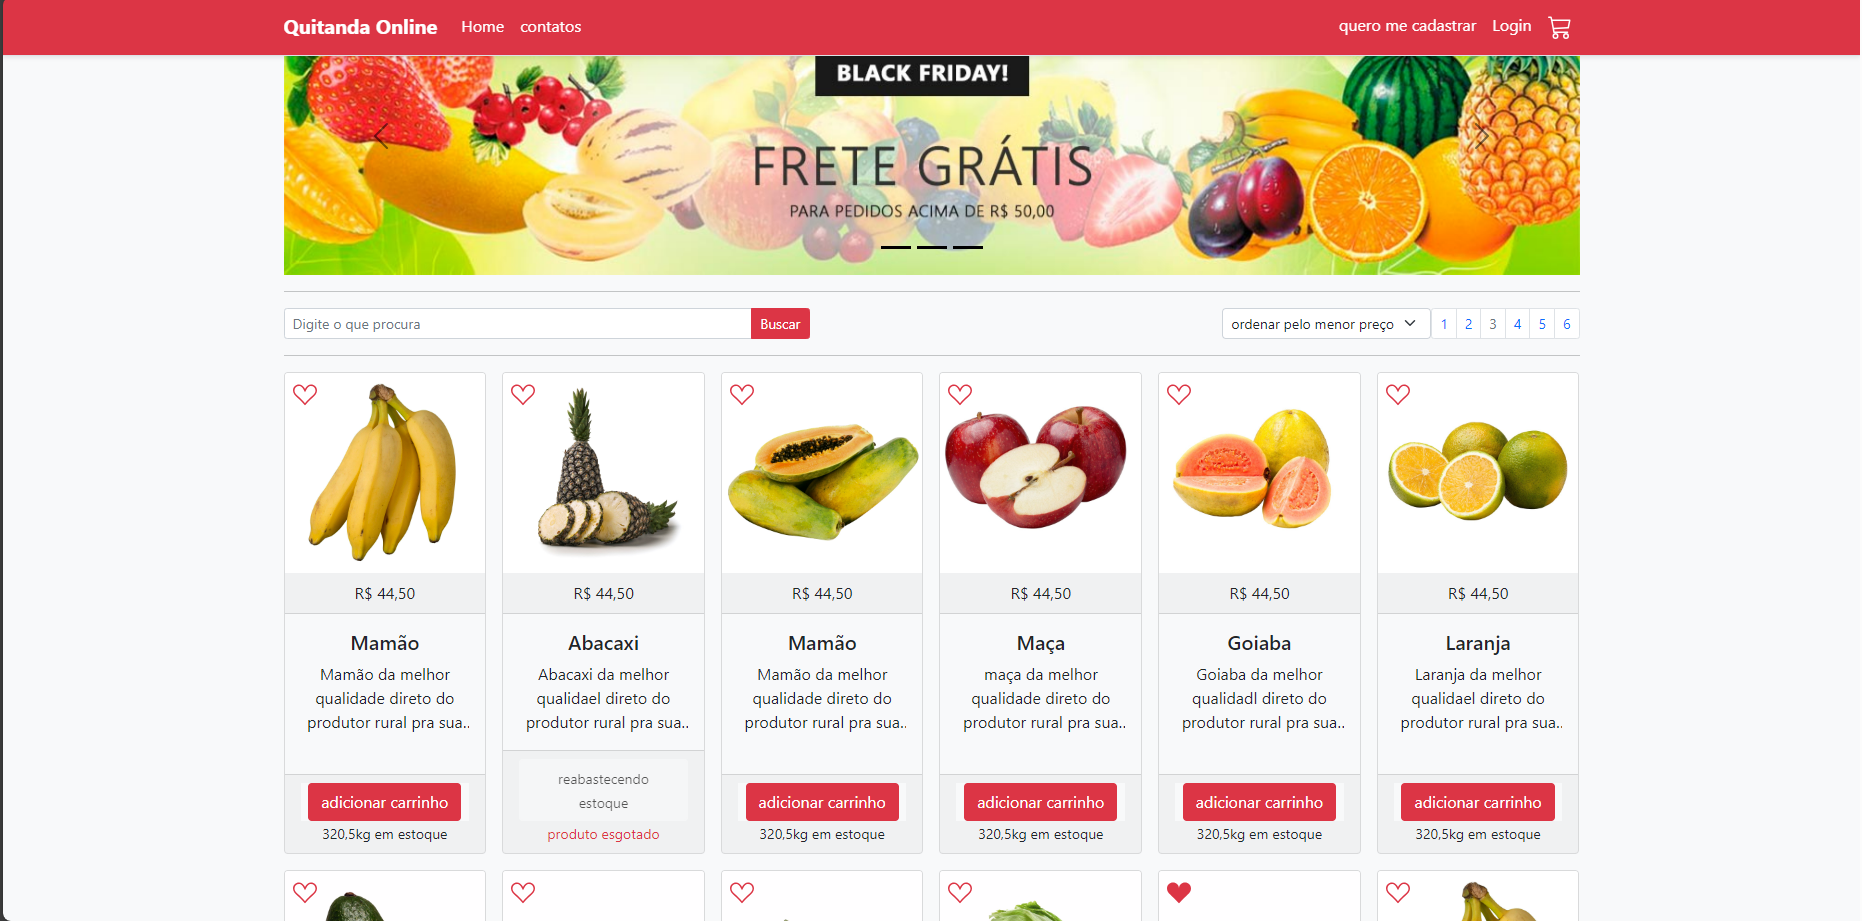 Quitanda Online Home contatos quero me cadastrar Login
BLACK FRIDAY!
FRETE GRÁTIS
PARA PEDIDOS ACIMA DE R$ 50,00
Digite o que procura Buscar ordenar pelo menor preço 1 2 3 4 5 6
R$ 44,50 R$ 44,50 R$ 44,50 R$ 44,50 R$ 44,50 R$ 44,50
Mamão
Mamão da melhor
qualidade direto do
produtor rural pra sua..
adicionar carrinho
320,5kg em estoque
Abacaxi
Abacaxi da melhor
qualidael direto do
produtor rural pra sua..
reabastecendo
estoque
produto esgotado
Mamão
Mamão da melhor
qualidade direto do
produtor rural pra sua..
adicionar carrinho
320,5kg em estoque
Maça
maça da melhor
qualidade direto do
produtor rural pra sua..
adicionar carrinho
320,5kg em estoque
Goiaba
Goiaba da melhor
qualidadl direto do
produtor rural pra sua..
adicionar carrinho
320,5kg em estoque
Laranja
Laranja da melhor
qualidael direto do
produtor rural pra sua..
adicionar carrinho
320,5kg em estoque